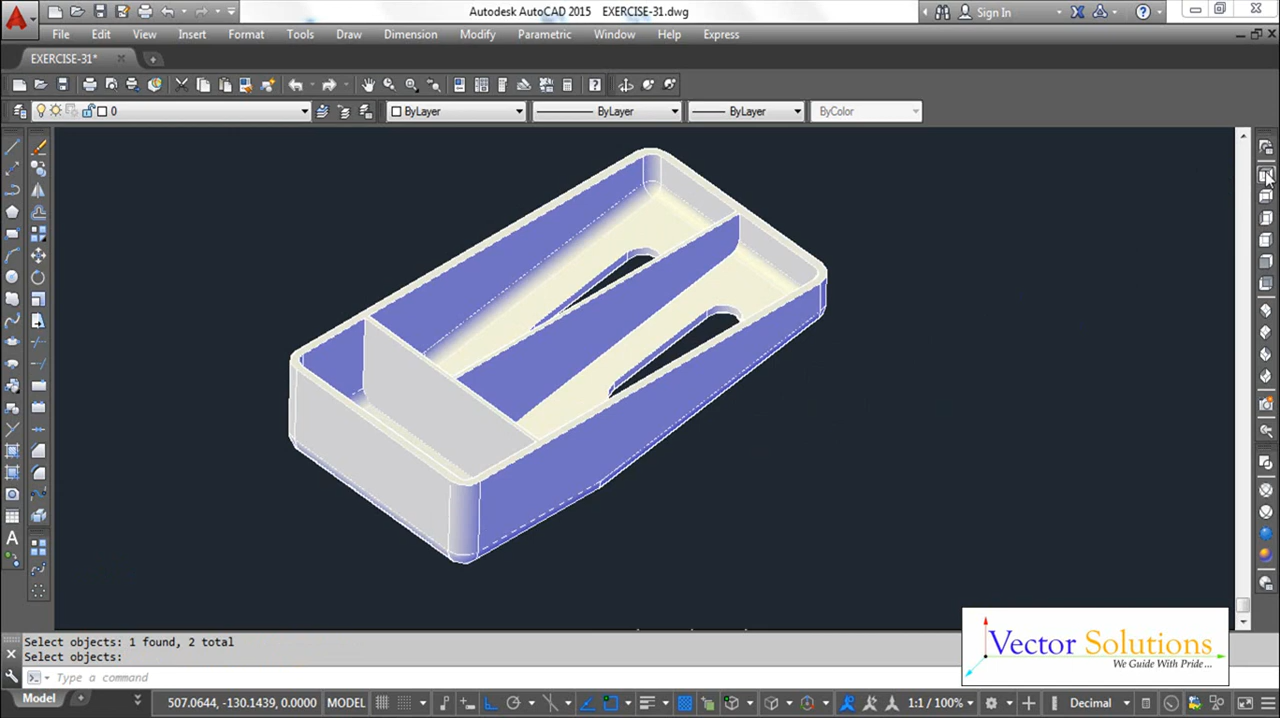 Autodesk AutoCAD 2015 EXERCISE-31.dwg
Sign In
File Edit View Insert Format Tools Draw Dimension Modify Parametric Window Help Express
EXERCISE-31*
0 ByLayer ByLayer ByLayer ByColor
A
Select objects: 1 found, 2 total
Select objects:
Type a command
Vector Solutions
We Guide With Pride...
Model 507.0644, -130.1439, 0.0000 MODEL 1:1 / 100% Decimal